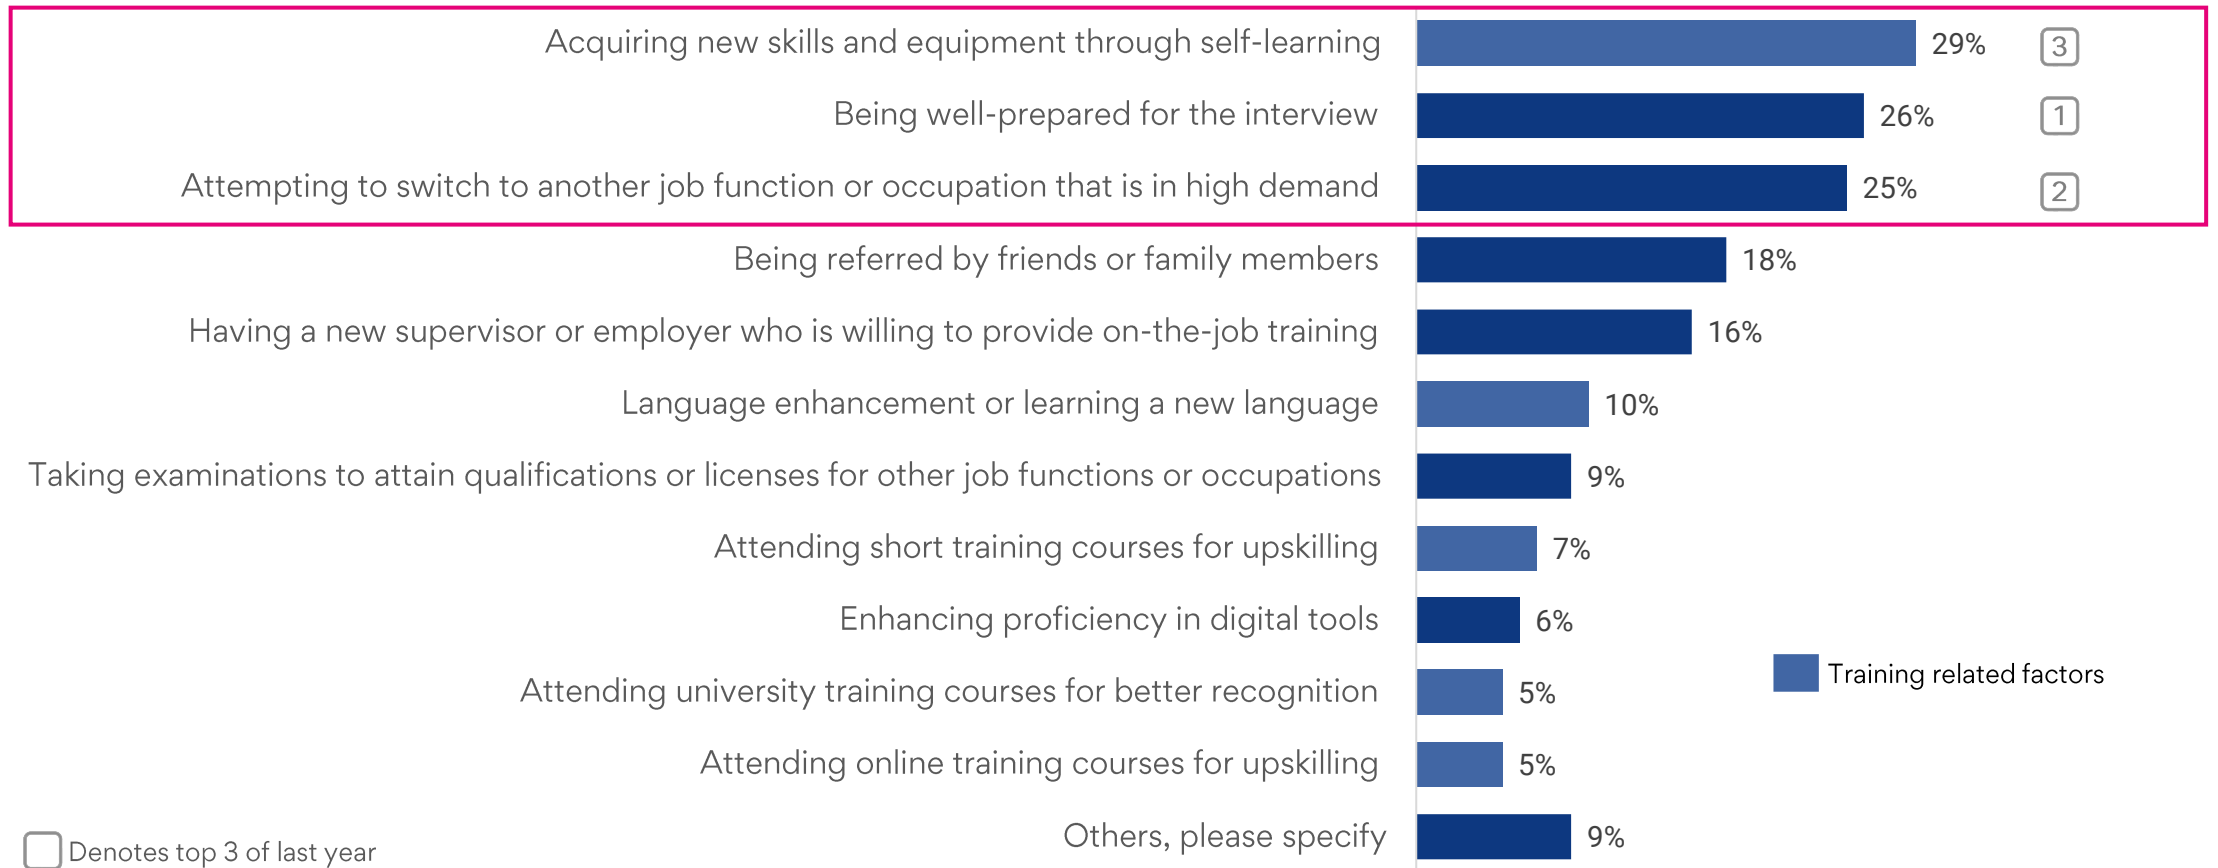 Acquiring new skills and equipment through self-learning 29% 3
Being well-prepared for the interview 26% 1
Attempting to switch to another job function or occupation that is in high demand 25% 2
Being referred by friends or family members 18%
Having a new supervisor or employer who is willing to provide on-the-job training 16%
Language enhancement or learning a new language 10%
Taking examinations to attain qualifications or licenses for other job functions or occupations 9%
Attending short training courses for upskilling 7%
Enhancing proficiency in digital tools 6%
Training related factors
Attending university training courses for better recognition 5%
Attending online training courses for upskilling 5%
Others, please specify 9%
Denotes top 3 of last year